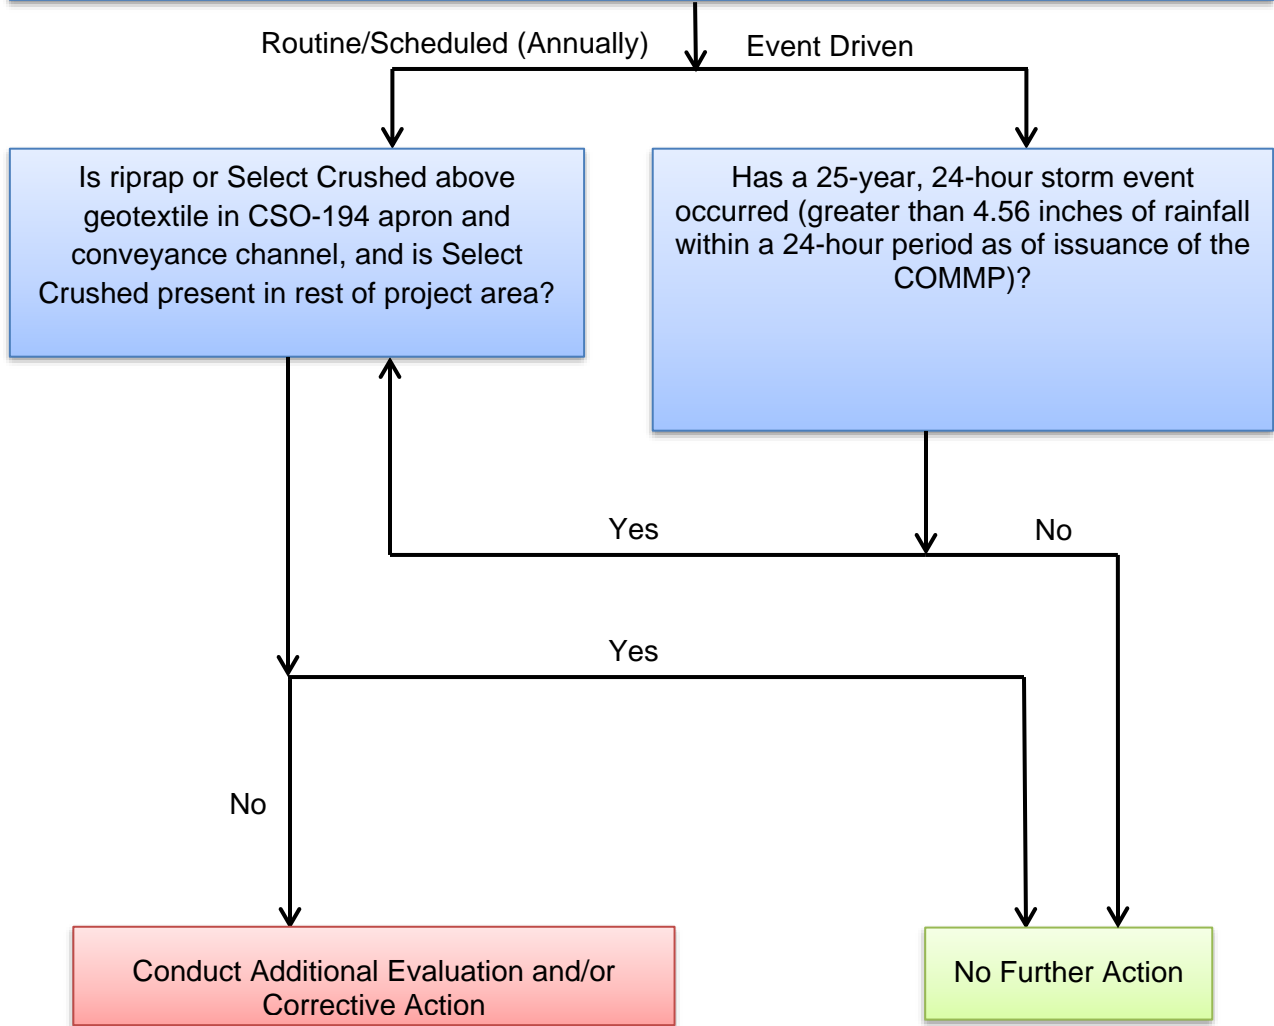 Routine/Scheduled (Annually)
Event Driven
Is riprap or Select Crushed above
geotextile in CSO-194 apron and
conveyance channel, and is Select
Crushed present in rest of project area?
Has a 25-year, 24-hour storm event
occurred (greater than 4.56 inches of rainfall
within a 24-hour period as of issuance of the
COMMP)?
Yes
No
Yes
No
Conduct Additional Evaluation and/or
Corrective Action
No Further Action